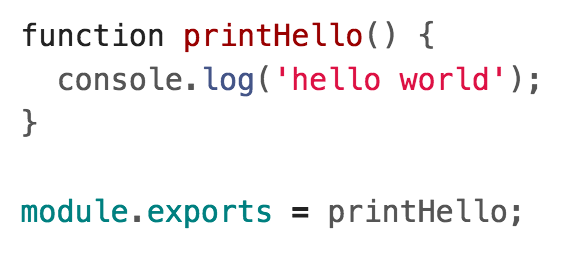 function printHello() {
  console.log('hello world');
}

module.exports = printHello;